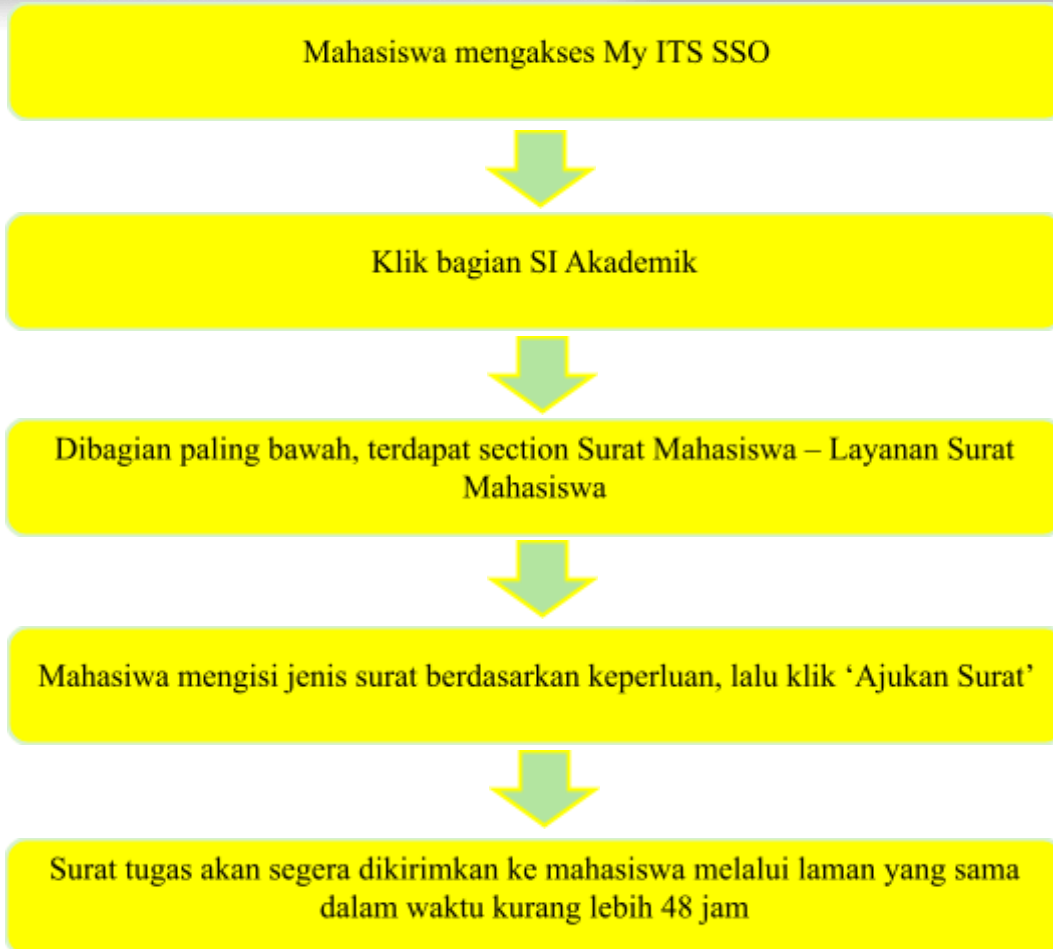 Mahasiswa mengakses My ITS SSO
Klik bagian SI Akademik
Dibagian paling bawah, terdapat section Surat Mahasiswa – Layanan Surat
Mahasiswa
Mahasiwa mengisi jenis surat berdasarkan keperluan, lalu klik ‘Ajukan Surat’
Surat tugas akan segera dikirimkan ke mahasiswa melalui laman yang sama
dalam waktu kurang lebih 48 jam